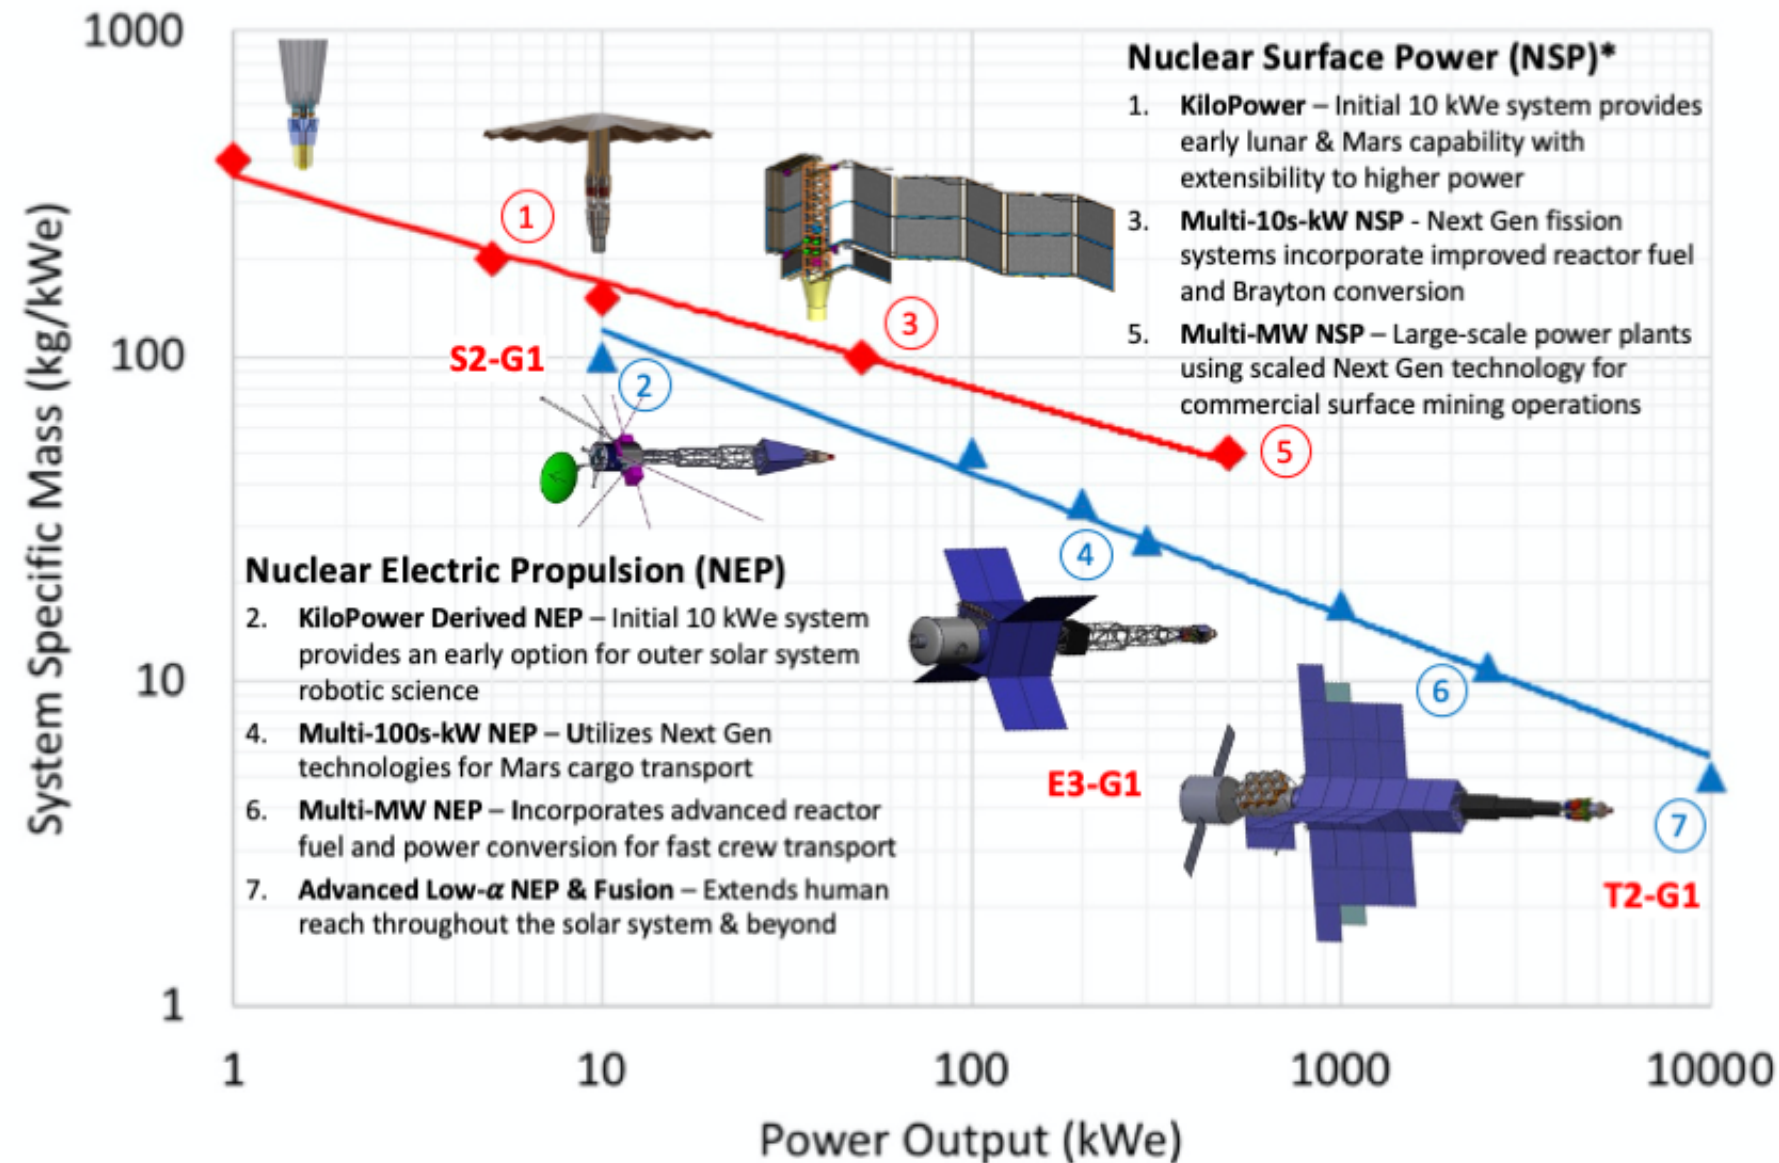 1000
100
10
1
System Specific Mass (kg/kWe)
Nuclear Surface Power (NSP)*
1. KiloPower – Initial 10 kWe system provides
early lunar & Mars capability with
extensibility to higher power
3. Multi-10s-kW NSP - Next Gen fission
systems incorporate improved reactor fuel
and Brayton conversion
5. Multi-MW NSP – Large-scale power plants
using scaled Next Gen technology for
commercial surface mining operations
1
3
S2-G1
2
5
4
6
7
Nuclear Electric Propulsion (NEP)
2. KiloPower Derived NEP – Initial 10 kWe system
provides an early option for outer solar system
robotic science
4. Multi-100s-kW NEP – Utilizes Next Gen
technologies for Mars cargo transport
6. Multi-MW NEP – Incorporates advanced reactor
fuel and power conversion for fast crew transport
7. Advanced Low-α NEP & Fusion – Extends human
reach throughout the solar system & beyond
E3-G1
T2-G1
1
10
100
1000
10000
Power Output (kWe)